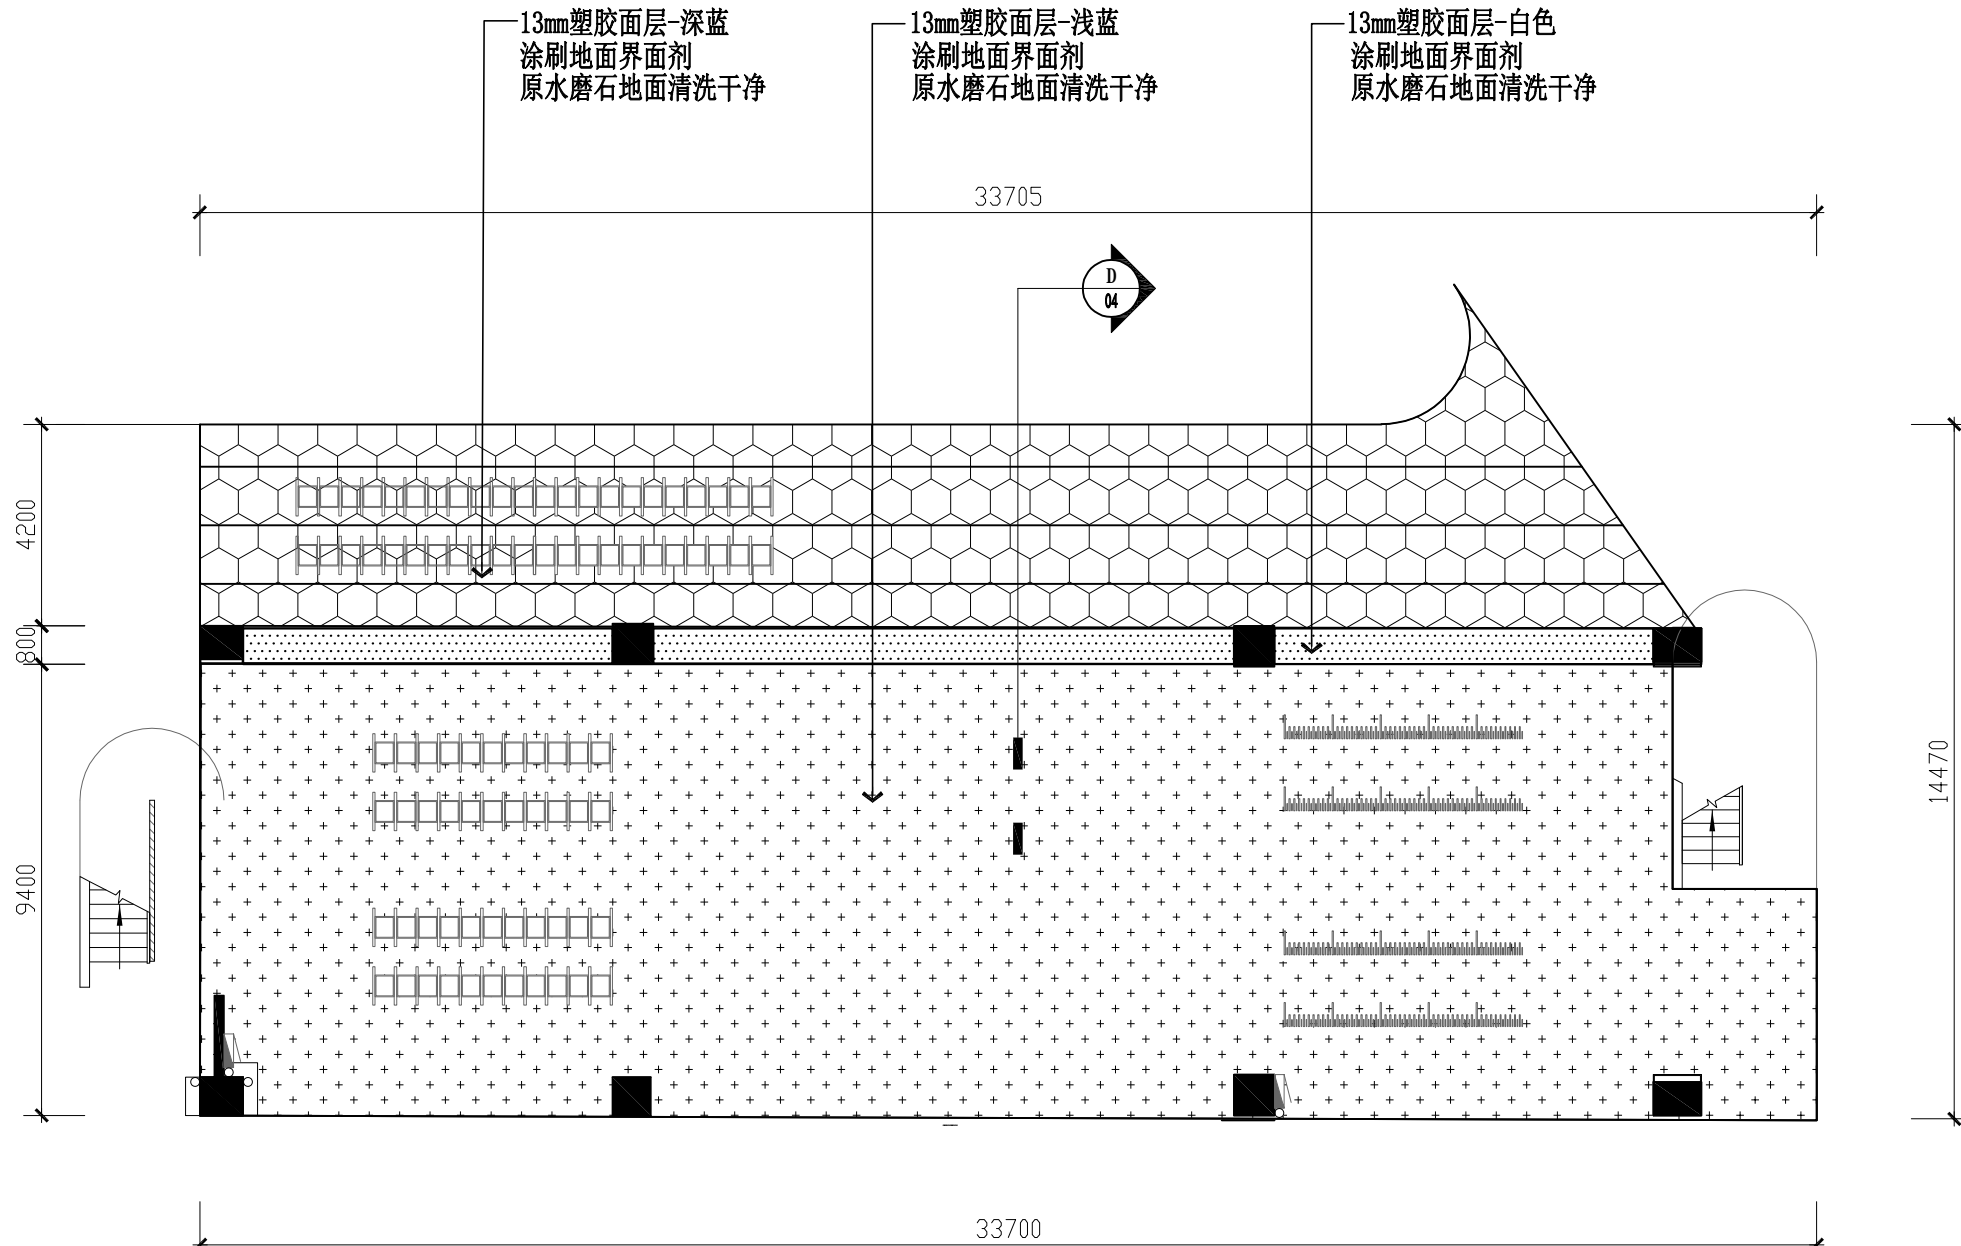 13mm塑胶面层-深蓝
涂刷地面界面剂
原水磨石地面清洗干净
13mm塑胶面层-浅蓝
涂刷地面界面剂
原水磨石地面清洗干净
13mm塑胶面层-白色
涂刷地面界面剂
原水磨石地面清洗干净
33705
D
04
4200
800
9400
14470
33700